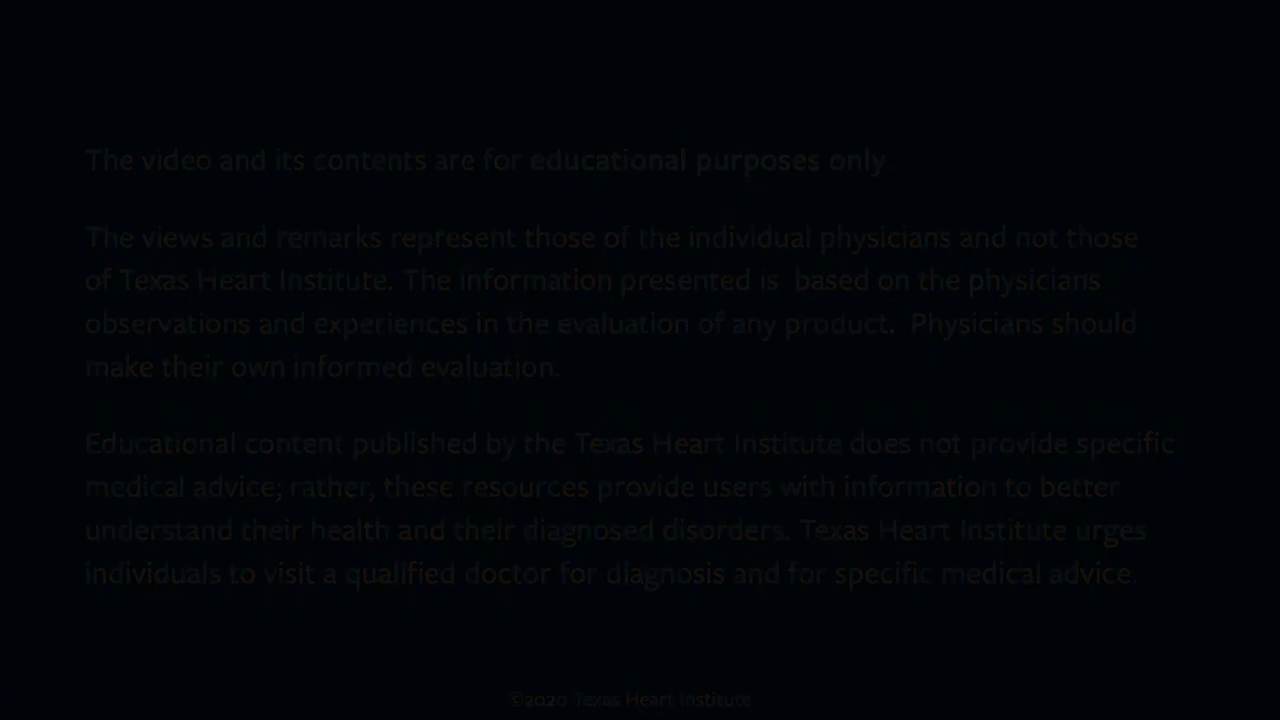 The video and its contents are for educational purposes only.
The views and remarks represent those of the individual physicians and not those
of Texas Heart Institute. The information presented is  based on the physicians
observations and experiences in the evaluation of any product.  Physicians should
make their own informed evaluation.
Educational content published by the Texas Heart Institute does not provide specific
medical advice; rather, these resources provide users with information to better
understand their health and their diagnosed disorders. Texas Heart Institute urges
individuals to visit a qualified doctor for diagnosis and for specific medical advice.
©2020 Texas Heart Institute